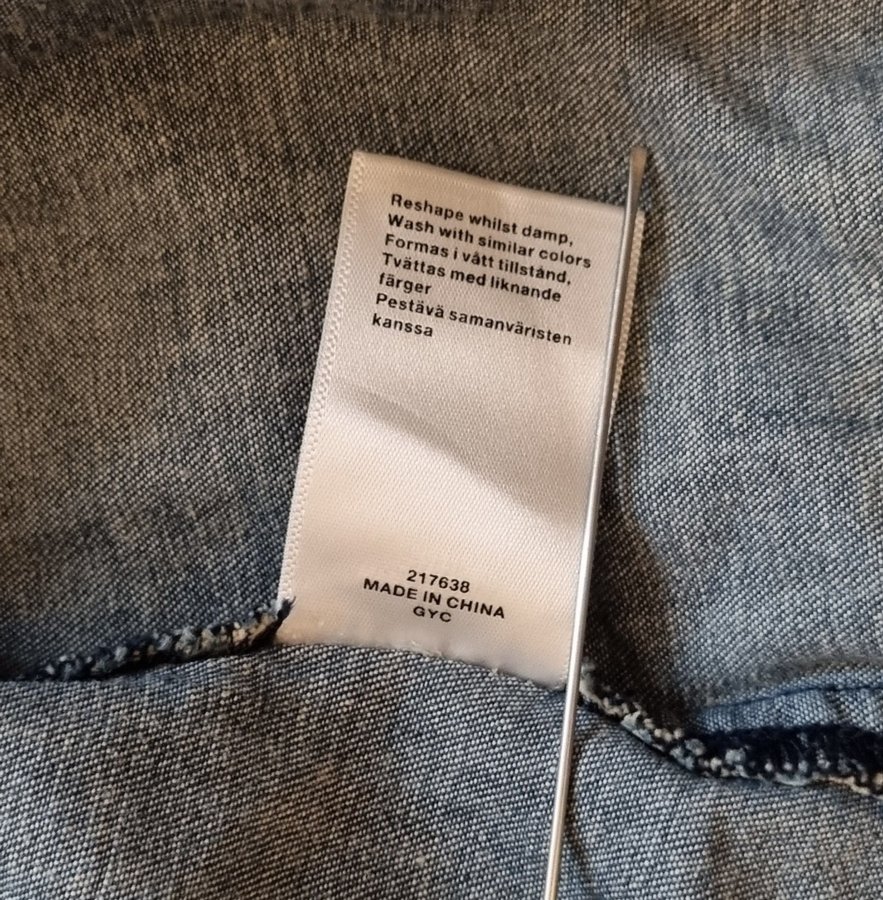 Reshape whilst damp,
Wash with similar colors
Formas i vått tillstånd,
Tvättas med liknande
färger
Pestävä samanväristen
kanssa
217638
MADE IN CHINA
GYC